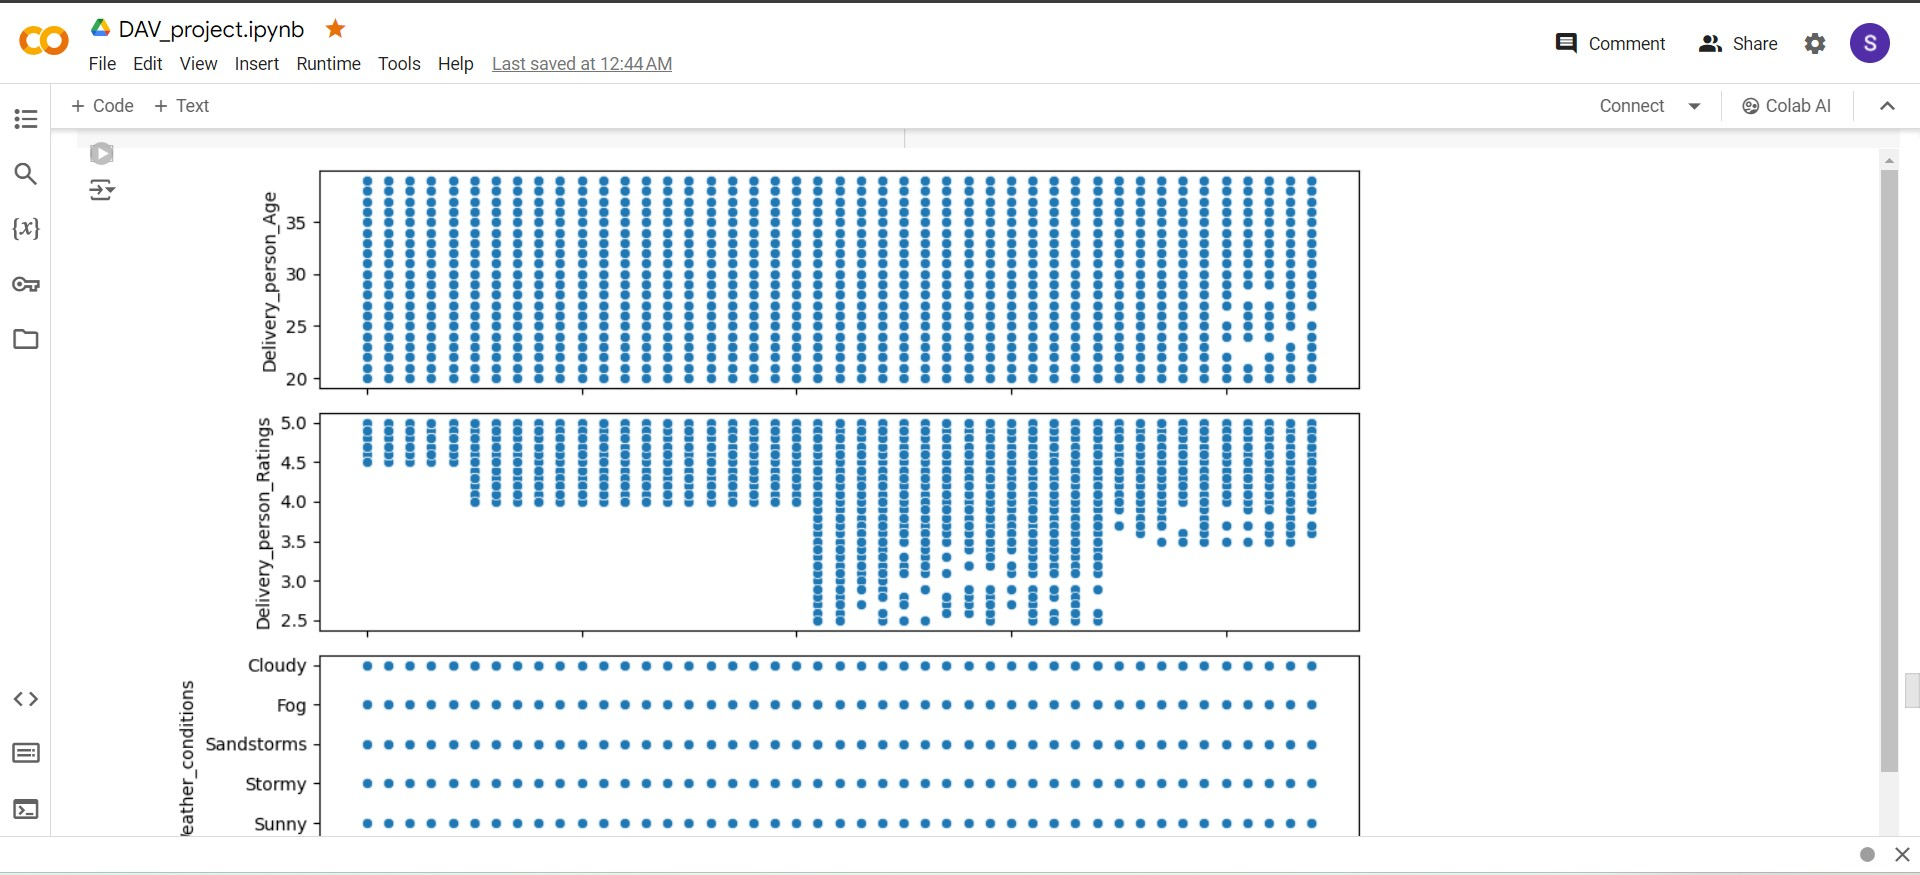 DAV_project.ipynb
File Edit View Insert Runtime Tools Help Last saved at 12:44 AM
Comment Share S
+ Code + Text
Connect Colab AI
{x}
Delivery_person_Age
35
30
25
20
Delivery_person_Ratings
5.0
4.5
4.0
3.5
3.0
2.5
eather_conditions
Cloudy
Fog
Sandstorms
Stormy
Sunny